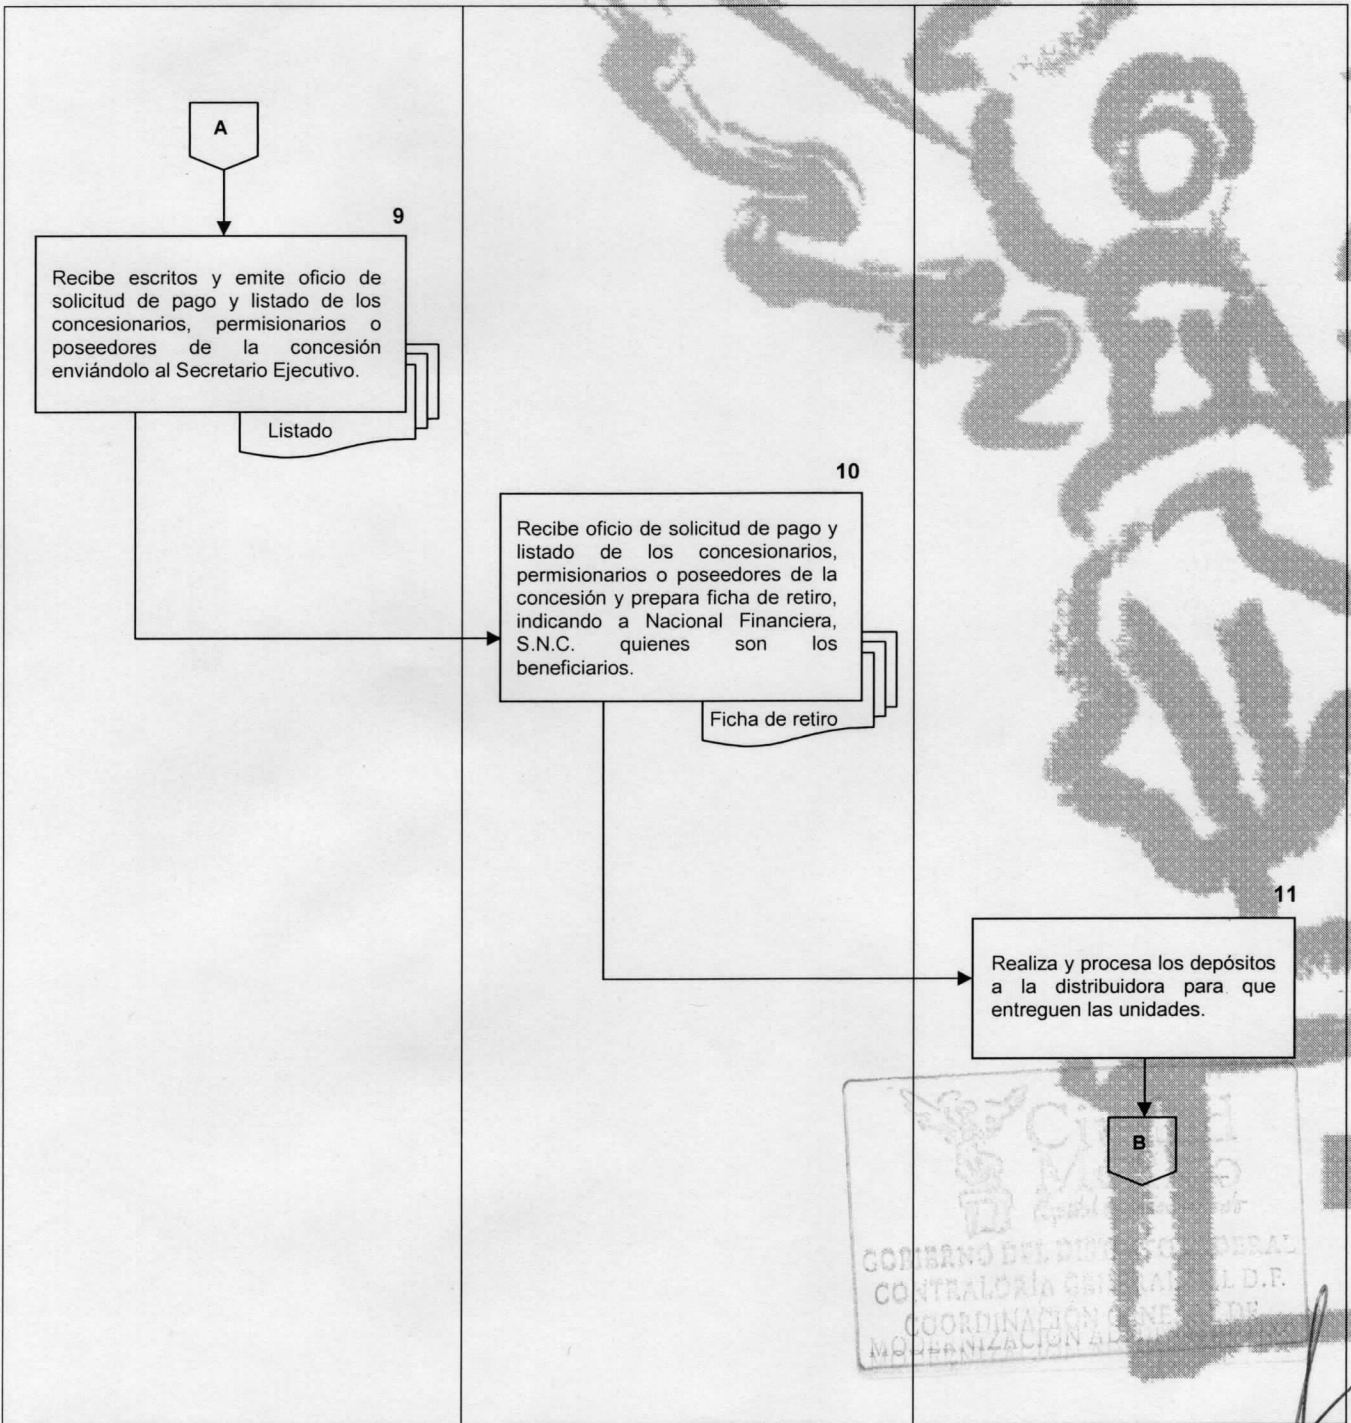 A
9
Recibe escritos y emite oficio de
solicitud de pago y listado de los
concesionarios, permisionarios o
poseedores de la concesión
enviándolo al Secretario Ejecutivo.
Listado
10
Recibe oficio de solicitud de pago y
listado de los concesionarios,
permisionarios o poseedores de la
concesión y prepara ficha de retiro,
indicando a Nacional Financiera,
S.N.C. quienes son los
beneficiarios.
Ficha de retiro
11
Realiza y procesa los depósitos
a la distribuidora para que
entreguen las unidades.
B
GOBIERNO DEL
CONTRALORÍA D.F.
COORDINACIÓN DE
MODERNIZACIÓN